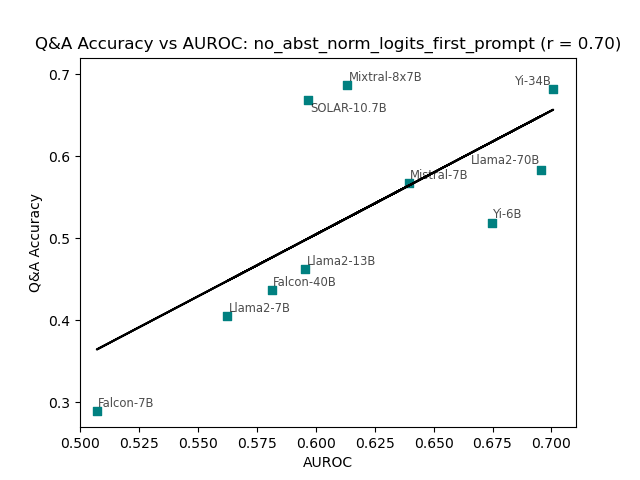 Q&A Accuracy vs AUROC: no_abst_norm_logits_first_prompt (r = 0.70)
0.7
0.6
0.5
0.4
0.3
Q&A Accuracy
Mixtral-8x7B
Yi-34B
SOLAR-10.7B
Llama2-70B
Mistral-7B
Yi-6B
Llama2-13B
Falcon-40B
Llama2-7B
Falcon-7B
0.500 0.525 0.550 0.575 0.600 0.625 0.650 0.675 0.700
AUROC